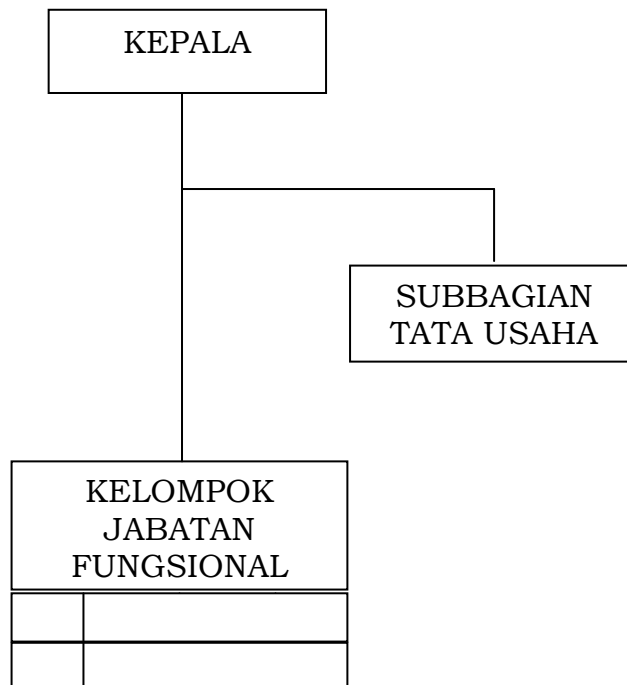 KEPALA
SUBBAGIAN
TATA USAHA
KELOMPOK
JABATAN
FUNGSIONAL